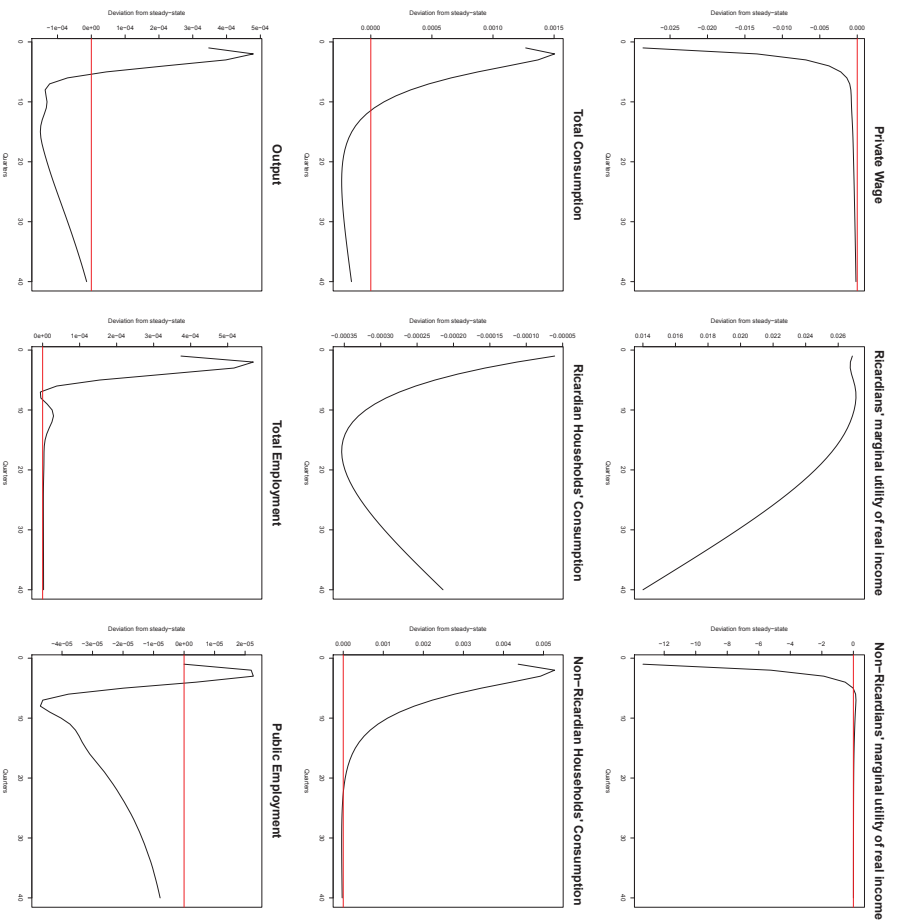 Private Wage
Deviation from steady−state
−0.025 −0.020 −0.015 −0.010 −0.005 0.000
0 10 20 30 40
Quarters
Ricardians' marginal utility of real income
Deviation from steady−state
0.014 0.016 0.018 0.020 0.022 0.024 0.026
0 10 20 30 40
Quarters
Non−Ricardians' marginal utility of real income
Deviation from steady−state
−12 −10 −8 −6 −4 −2 0
0 10 20 30 40
Quarters
Total Consumption
Deviation from steady−state
0.0000 0.0005 0.0010 0.0015
0 10 20 30 40
Quarters
Ricardian Households' Consumption
Deviation from steady−state
−0.00035 −0.00030 −0.00025 −0.00020 −0.00015 −0.00010 −0.00005
0 10 20 30 40
Quarters
Non−Ricardian Households' Consumption
Deviation from steady−state
0.000 0.001 0.002 0.003 0.004 0.005
0 10 20 30 40
Quarters
Output
Deviation from steady−state
−1e−04 0e+00 1e−04 2e−04 3e−04 4e−04 5e−04
0 10 20 30 40
Quarters
Total Employment
Deviation from steady−state
0e+00 1e−04 2e−04 3e−04 4e−04 5e−04
0 10 20 30 40
Quarters
Public Employment
Deviation from steady−state
−4e−05 −3e−05 −2e−05 −1e−05 0e+00 1e−05 2e−05
0 10 20 30 40
Quarters